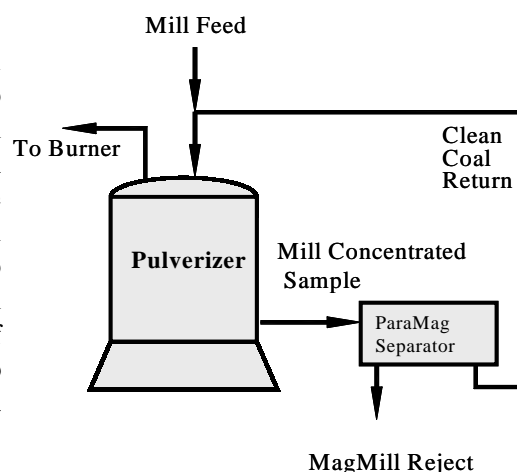 Mill Feed
To Burner
Clean
Coal
Return
Pulverizer
Mill Concentrated
Sample
ParaMag
Separator
MagMill Reject